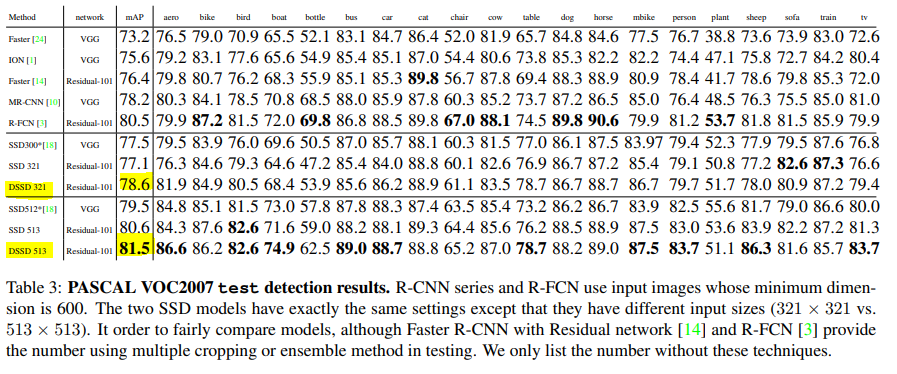 Method network mAP aero bike bird boat bottle bus car cat chair cow table dog horse mbike person plant sheep sofa train tv
Faster [24] VGG 73.2 76.5 79.0 70.9 65.5 52.1 83.1 84.7 86.4 52.0 81.9 65.7 84.8 84.6 77.5 76.7 38.8 73.6 73.9 83.0 72.6
ION [1] VGG 75.6 79.2 83.1 77.6 65.6 54.9 85.4 85.1 87.0 54.4 80.6 73.8 85.3 82.2 82.2 74.4 47.1 75.8 72.7 84.2 80.4
Faster [14] Residual-101 76.4 79.8 80.7 76.2 68.3 55.9 85.1 85.3 89.8 56.7 87.8 69.4 88.3 88.9 80.9 78.4 41.7 78.6 79.8 85.3 72.0
MR-CNN [10] VGG 78.2 80.3 84.1 78.5 70.8 68.5 88.0 85.9 87.8 60.3 85.2 73.7 87.2 86.5 85.0 76.4 48.5 76.3 75.5 85.0 81.0
R-FCN [3] Residual-101 80.5 79.9 87.2 81.5 72.0 69.8 86.8 88.5 89.8 67.0 88.1 74.5 89.8 90.6 79.9 81.2 53.7 81.8 81.5 85.9 79.9
SSD300*[18] VGG 77.5 79.5 83.9 76.0 69.6 50.5 87.0 85.7 88.1 60.3 81.5 77.0 86.1 87.5 83.97 79.4 52.3 77.9 79.5 87.6 76.8
SSD 321 Residual-101 77.1 76.3 84.6 79.3 64.6 47.2 85.4 84.0 88.8 60.1 82.6 76.9 86.7 87.2 85.4 79.1 50.8 77.2 82.6 87.3 76.6
DSSD 321 Residual-101 78.6 81.9 84.9 80.5 68.4 53.9 85.6 86.2 88.9 61.1 83.5 78.7 86.7 88.7 86.7 79.7 51.7 78.0 80.9 87.2 79.4
SSD512*[18] VGG 79.5 84.8 85.1 81.5 73.0 57.8 87.8 88.3 87.4 63.5 85.4 73.2 86.2 86.7 83.9 82.5 55.6 81.7 79.0 86.6 80.0
SSD 513 Residual-101 80.6 84.3 87.6 82.6 71.6 59.0 88.2 88.1 89.3 64.4 85.6 76.2 88.5 88.9 87.5 83.0 53.6 83.9 82.2 87.2 81.3
DSSD 513 Residual-101 81.5 86.6 86.2 82.6 74.9 62.5 89.0 88.7 88.8 65.2 87.0 78.7 88.2 89.0 87.5 83.7 51.1 86.3 81.6 85.7 83.7
Table 3: PASCAL VOC2007 test detection results. R-CNN series and R-FCN use input images whose minimum dimen-
sion is 600. The two SSD models have exactly the same settings except that they have different input sizes (321 × 321 vs.
513 × 513). It order to fairly compare models, although Faster R-CNN with Residual network [14] and R-FCN [3] provide
the number using multiple cropping or ensemble method in testing. We only list the number without these techniques.